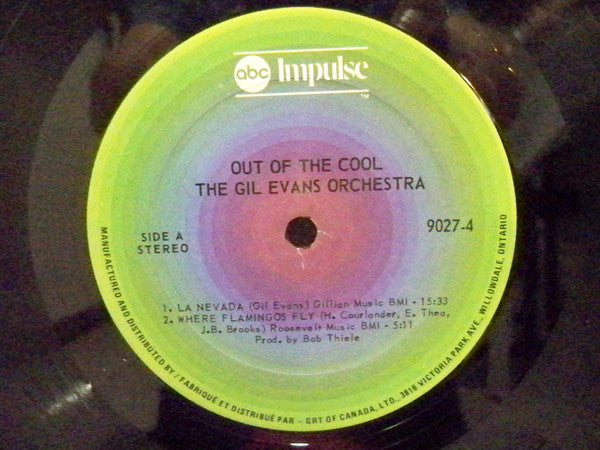 abc Impulse
TM
OUT OF THE COOL
THE GIL EVANS ORCHESTRA
SIDE A
STEREO
9027-4
1. LA NEVADA (Gil Evans) Gillian Music BMI - 15:33
2. WHERE FLAMINGOS FLY (H. Courlander, E. Thea,
J.B. Brooks) Roosevelt Music BMI - 5:11
Prod. by Bob Thiele
MANUFACTURED AND DISTRIBUTED BY / FABRIQUÉ ET DISTRIBUÉ PAR - GRT OF CANADA, LTD., 3816 VICTORIA PARK AVE. WILLOWDALE, ONTARIO